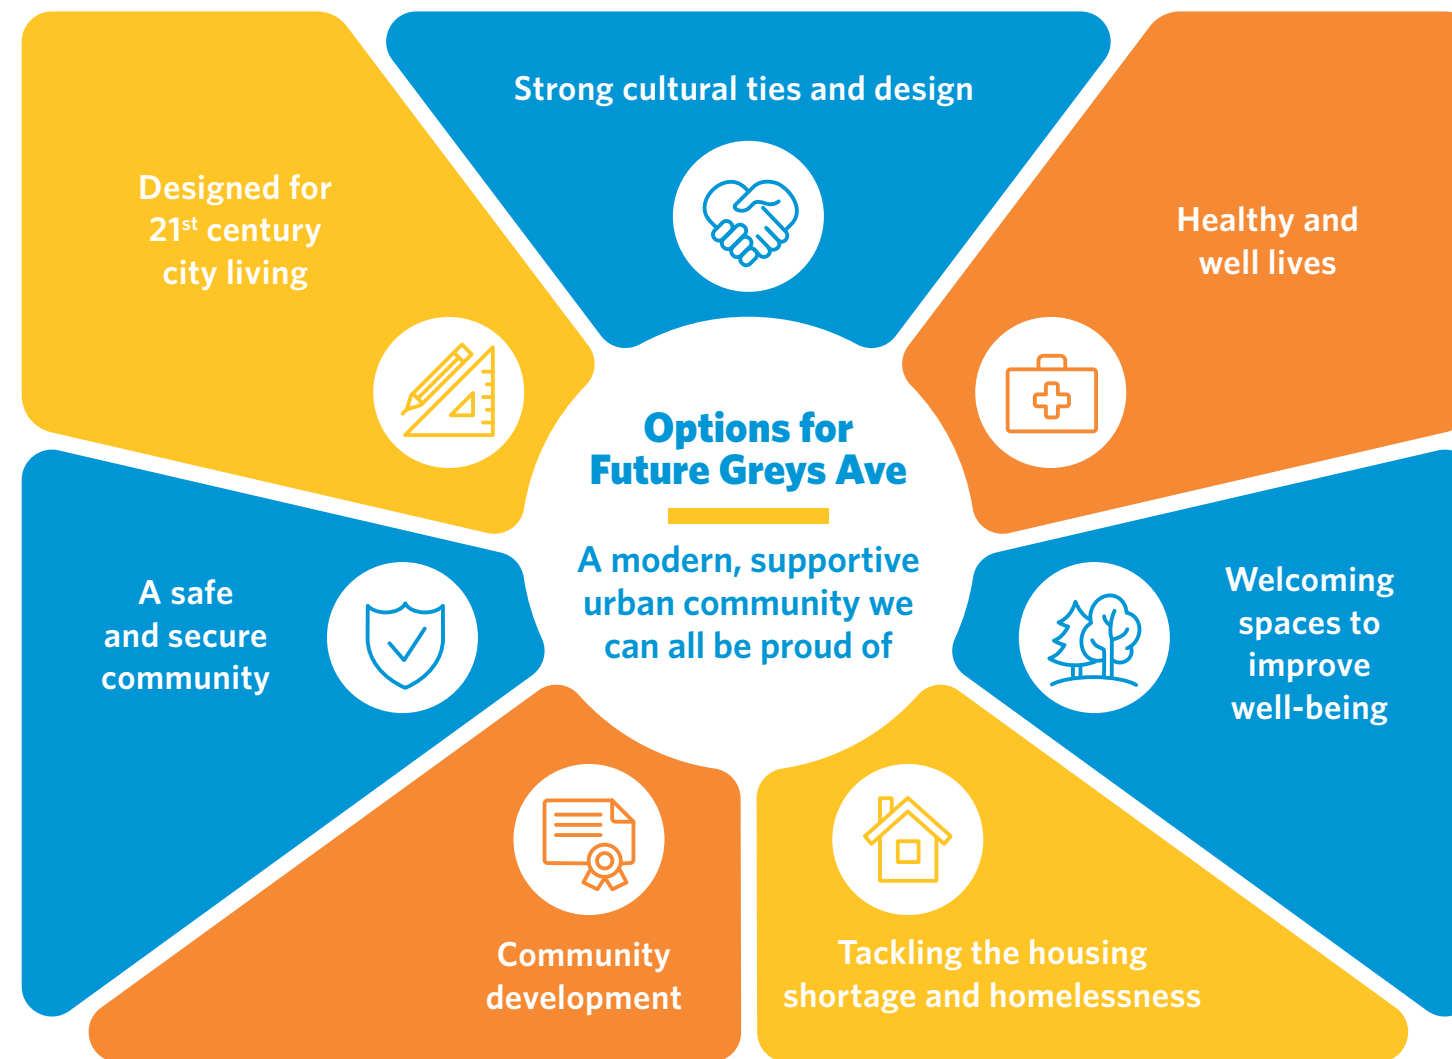 Strong cultural ties and design
Designed for
21st century
city living
Healthy and
well lives
Options for
Future Greys Ave
A modern, supportive
urban community we
can all be proud of
A safe
and secure
community
Welcoming
spaces to
improve
well-being
Community
development
Tackling the housing
shortage and homelessness